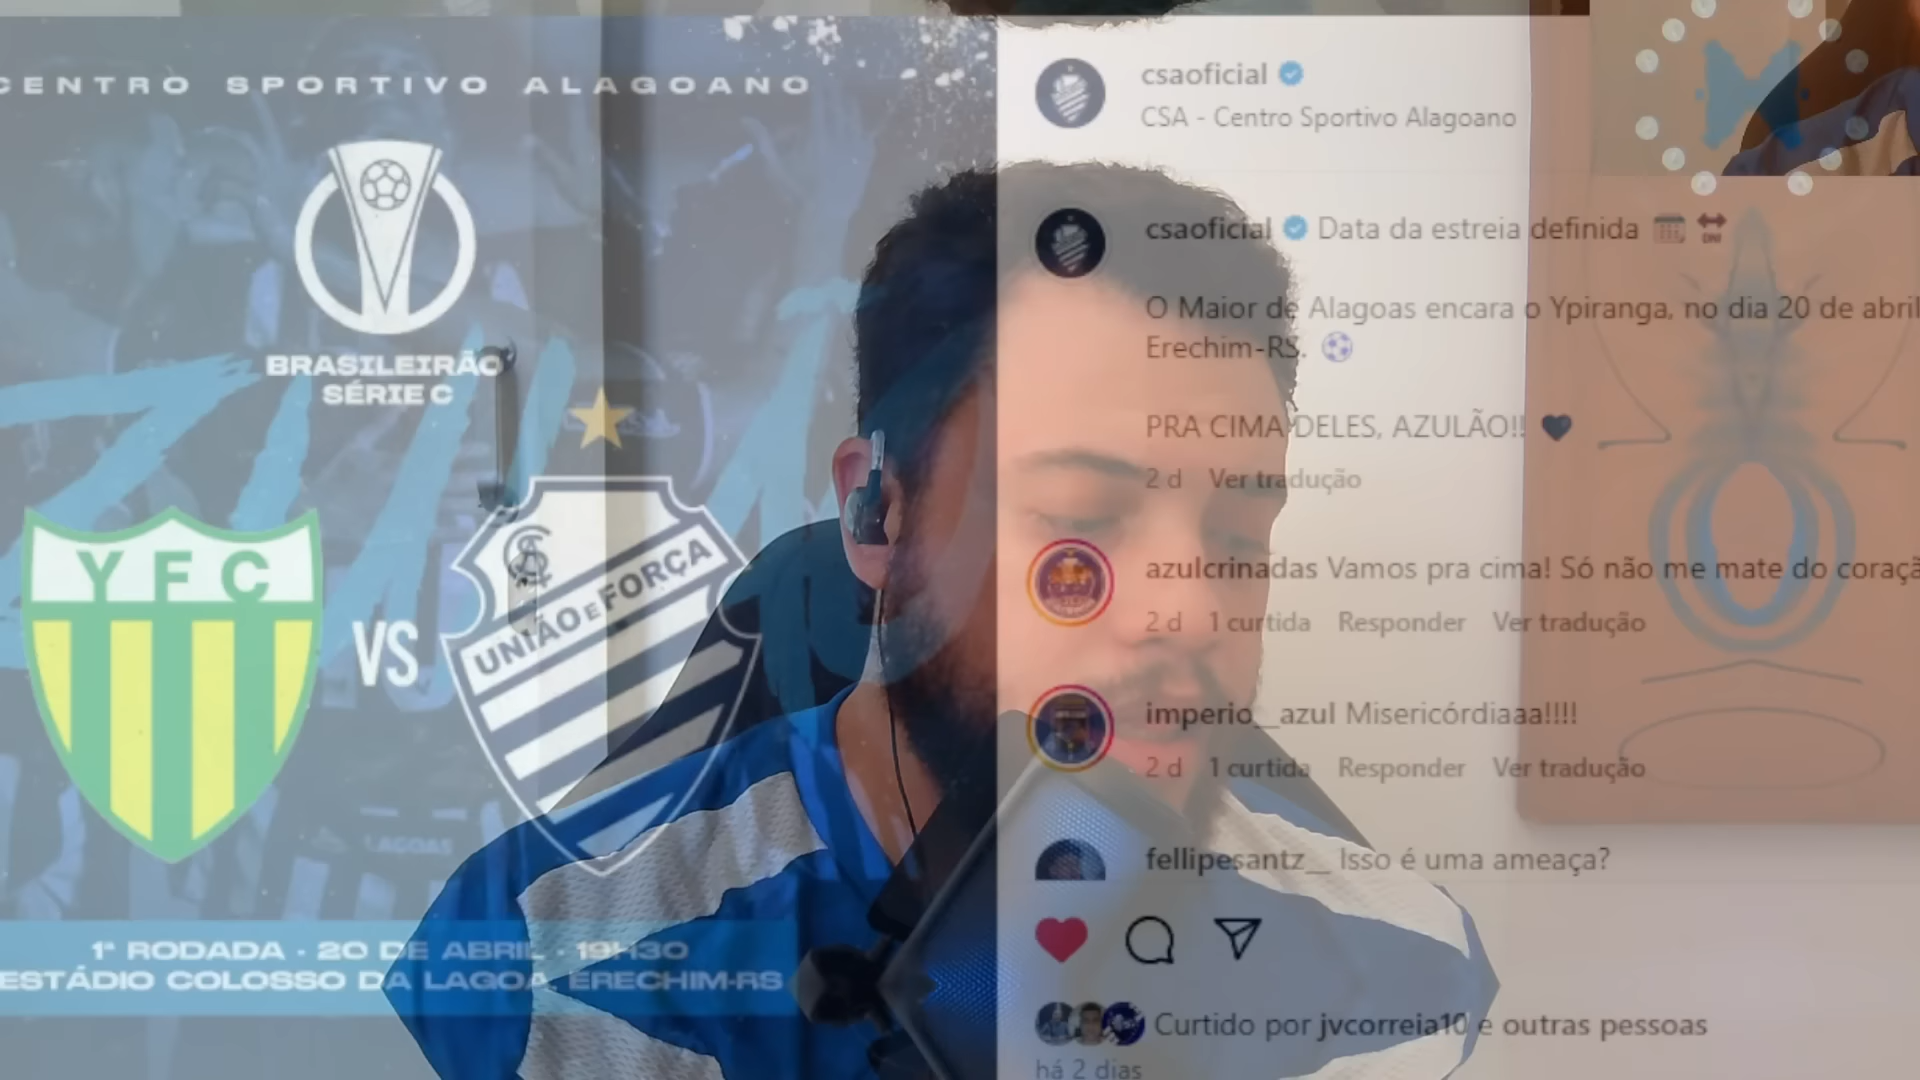 CENTRO SPORTIVO ALAGOANO
BRASILEIRÃO
SÉRIE C
YFC
VS
UNIÃO E FORÇA
LAGOAS
1ª RODADA - 20 DE ABRIL - 19H30
ESTÁDIO COLOSSO DA LAGOA, ERECHIM-RS
csaoficial
CSA - Centro Sportivo Alagoano
csaoficial Data da estreia definida
O Maior de Alagoas encara o Ypiranga, no dia 20 de abril
Erechim-RS.
PRA CIMA DELES, AZULÃO!!
2 d Ver tradução
azulcrinadas Vamos pra cima! Só não me mate do coraçã
2 d 1 curtida Responder Ver tradução
imperio__azul Misericórdiaaa!!!!
2 d 1 curtida Responder Ver tradução
fellipesantz__ Isso é uma ameaça?
Curtido por jvcorreia10 e outras pessoas
há 2 dias